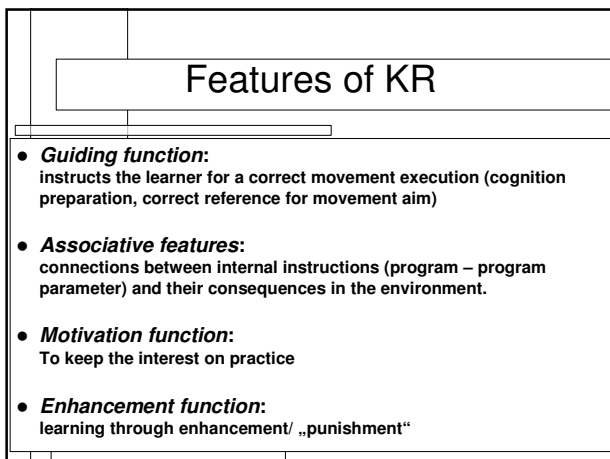 Features of KR
● Guiding function:
instructs the learner for a correct movement execution (cognition
preparation, correct reference for movement aim)
● Associative features:
connections between internal instructions (program – program
parameter) and their consequences in the environment.
● Motivation function:
To keep the interest on practice
● Enhancement function:
learning through enhancement/ „punishment“